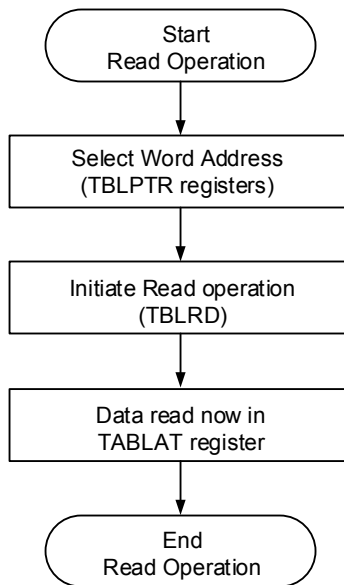 Start
Read Operation
Select Word Address
(TBLPTR registers)
Initiate Read operation
(TBLRD)
Data read now in
TABLAT register
End
Read Operation